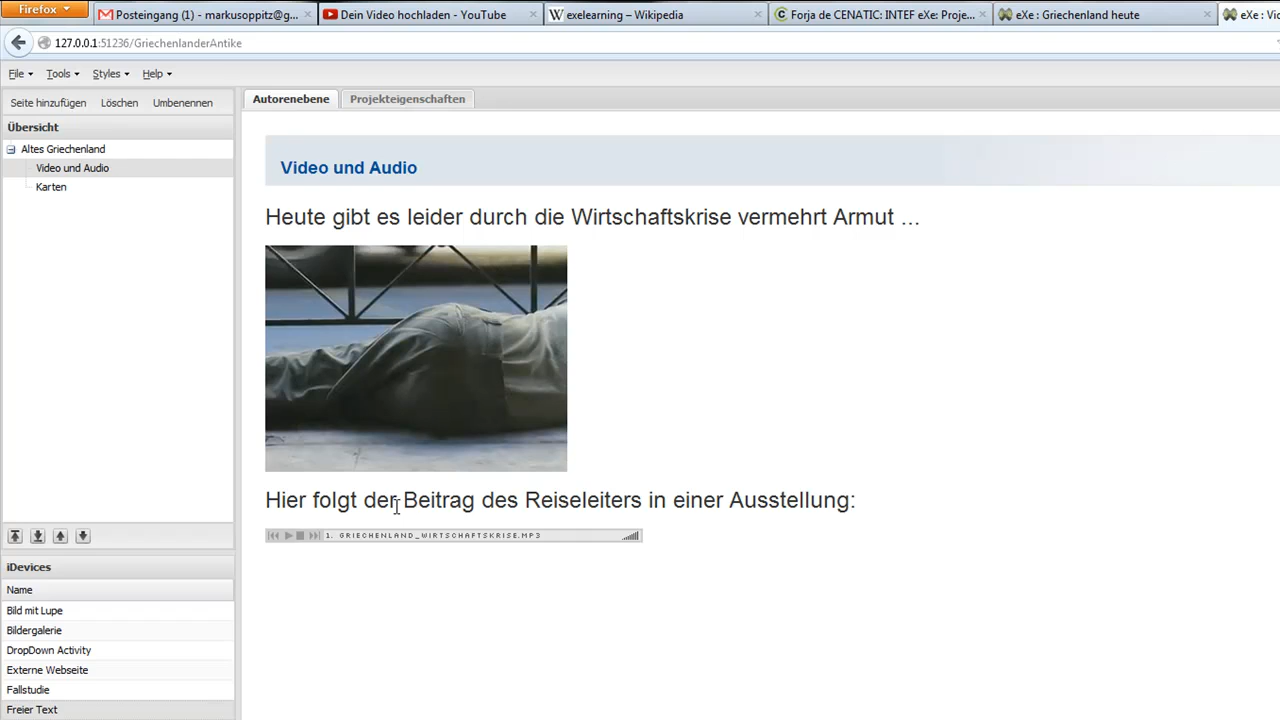 Firefox
Posteingang (1) - markusoppitz@g...
Dein Video hochladen - YouTube
exelearning – Wikipedia
Forja de CENATIC: INTEF eXe: Proje...
eXe : Griechenland heute
eXe : Vid
127.0.0.1:51236/GriechenlanderAntike
File Tools Styles Help
Seite hinzufügen Löschen Umbenennen
Autorenebene Projekteigenschaften
Übersicht
Altes Griechenland
Video und Audio
Karten
Video und Audio
Heute gibt es leider durch die Wirtschaftskrise vermehrt Armut ...
Hier folgt der Beitrag des Reiseleiters in einer Ausstellung:
1. GRIECHENLAND_WIRTSCHAFTSKRISE.MP3
iDevices
Name
Bild mit Lupe
Bildergalerie
DropDown Activity
Externe Webseite
Fallstudie
Freier Text